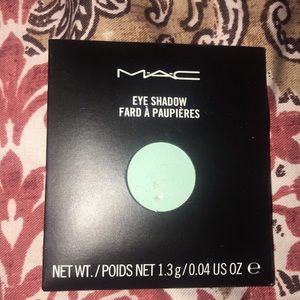 MAC
EYE SHADOW
FARD À PAUPIÈRES
NET WT./POIDS NET 1.3 g/0.04 US OZ ℮